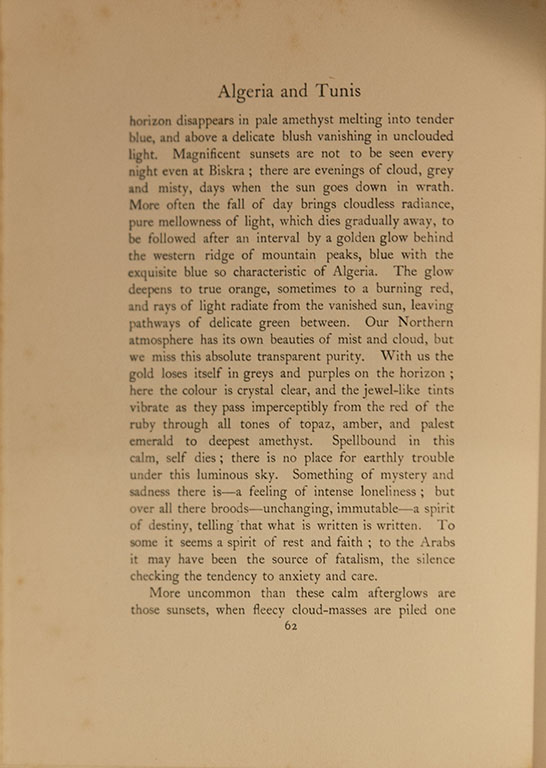 Algeria and Tunis
horizon disappears in pale amethyst melting into tender
blue, and above a delicate blush vanishing in unclouded
light. Magnificent sunsets are not to be seen every
night even at Biskra ; there are evenings of cloud, grey
and misty, days when the sun goes down in wrath.
More often the fall of day brings cloudless radiance,
pure mellowness of light, which dies gradually away, to
be followed after an interval by a golden glow behind
the western ridge of mountain peaks, blue with the
exquisite blue so characteristic of Algeria. The glow
deepens to true orange, sometimes to a burning red,
and rays of light radiate from the vanished sun, leaving
pathways of delicate green between. Our Northern
atmosphere has its own beauties of mist and cloud, but
we miss this absolute transparent purity. With us the
gold loses itself in greys and purples on the horizon ;
here the colour is crystal clear, and the jewel-like tints
vibrate as they pass imperceptibly from the red of the
ruby through all tones of topaz, amber, and palest
emerald to deepest amethyst. Spellbound in this
calm, self dies ; there is no place for earthly trouble
under this luminous sky. Something of mystery and
sadness there is—a feeling of intense loneliness ; but
over all there broods—unchanging, immutable—a spirit
of destiny, telling that what is written is written. To
some it seems a spirit of rest and faith ; to the Arabs
it may have been the source of fatalism, the silence
checking the tendency to anxiety and care.
More uncommon than these calm afterglows are
those sunsets, when fleecy cloud-masses are piled one
62